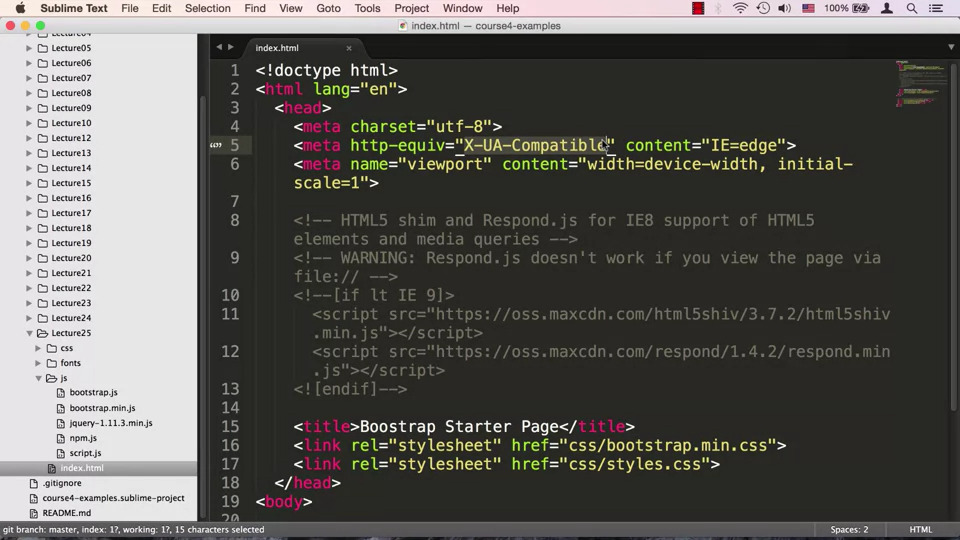 Sublime Text File Edit Selection Find View Goto Tools Project Window Help 100%
index.html — course4-examples
Lecture04
Lecture05
Lecture06
Lecture07
Lecture08
Lecture09
Lecture10
Lecture12
Lecture13
Lecture14
Lecture15
Lecture16
Lecture17
Lecture18
Lecture19
Lecture20
Lecture21
Lecture22
Lecture23
Lecture24
Lecture25
css
fonts
js
bootstrap.js
bootstrap.min.js
jquery-1.11.3.min.js
npm.js
script.js
index.html
.gitignore
course4-examples.sublime-project
README.md
index.html ×
1 <!doctype html>
2 <html lang="en">
3 <head>
4 <meta charset="utf-8">
5 <meta http-equiv="X-UA-Compatible" content="IE=edge">
6 <meta name="viewport" content="width=device-width, initial-
scale=1">
7
8 <!-- HTML5 shim and Respond.js for IE8 support of HTML5
elements and media queries -->
9 <!-- WARNING: Respond.js doesn't work if you view the page via
file:// -->
10 <!--[if lt IE 9]>
11 <script src="https://oss.maxcdn.com/html5shiv/3.7.2/html5shiv
.min.js"></script>
12 <script src="https://oss.maxcdn.com/respond/1.4.2/respond.min
.js"></script>
13 <![endif]-->
14
15 <title>Boostrap Starter Page</title>
16 <link rel="stylesheet" href="css/bootstrap.min.css">
17 <link rel="stylesheet" href="css/styles.css">
18 </head>
19 <body>
20
git branch: master, index: 1?, working: 1?, 15 characters selected Spaces: 2 HTML